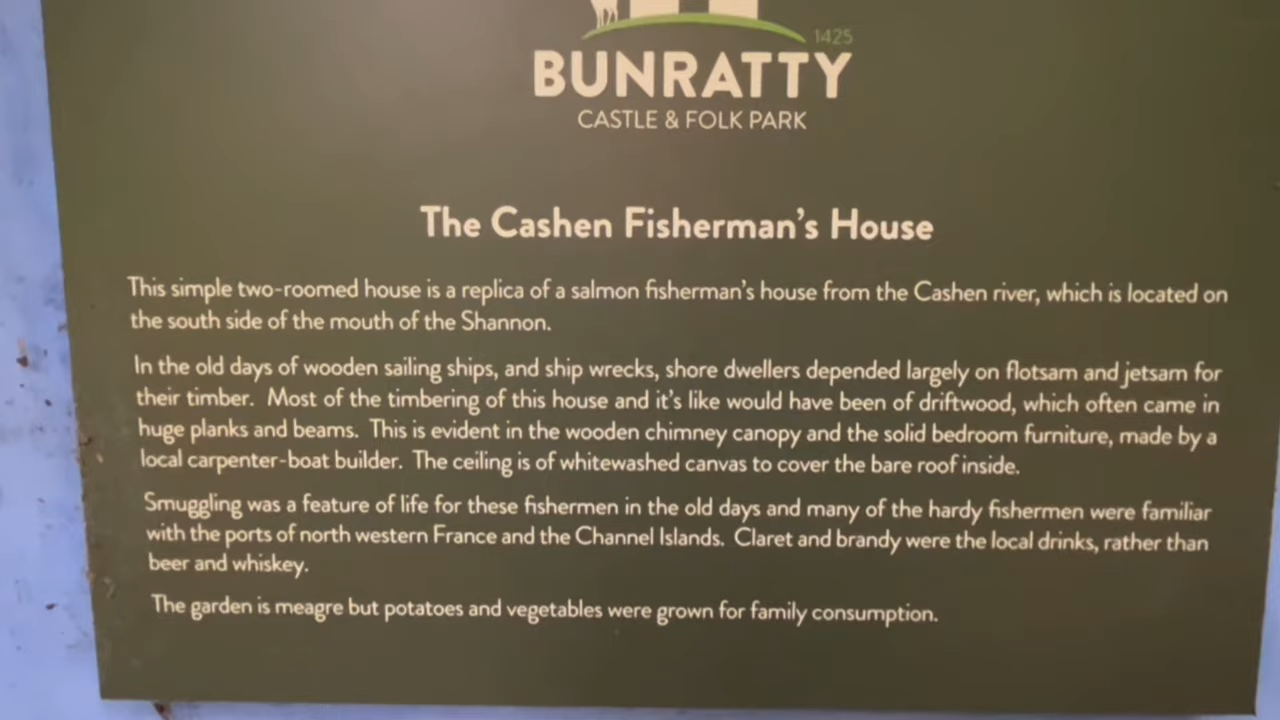 1425
BUNRATTY
CASTLE & FOLK PARK
The Cashen Fisherman's House
This simple two-roomed house is a replica of a salmon fisherman's house from the Cashen river, which is located on
the south side of the mouth of the Shannon.
In the old days of wooden sailing ships, and ship wrecks, shore dwellers depended largely on flotsam and jetsam for
their timber. Most of the timbering of this house and it's like would have been of driftwood, which often came in
huge planks and beams. This is evident in the wooden chimney canopy and the solid bedroom furniture, made by a
local carpenter-boat builder. The ceiling is of whitewashed canvas to cover the bare roof inside.
Smuggling was a feature of life for these fishermen in the old days and many of the hardy fishermen were familiar
with the ports of north western France and the Channel Islands. Claret and brandy were the local drinks, rather than
beer and whiskey.
The garden is meagre but potatoes and vegetables were grown for family consumption.